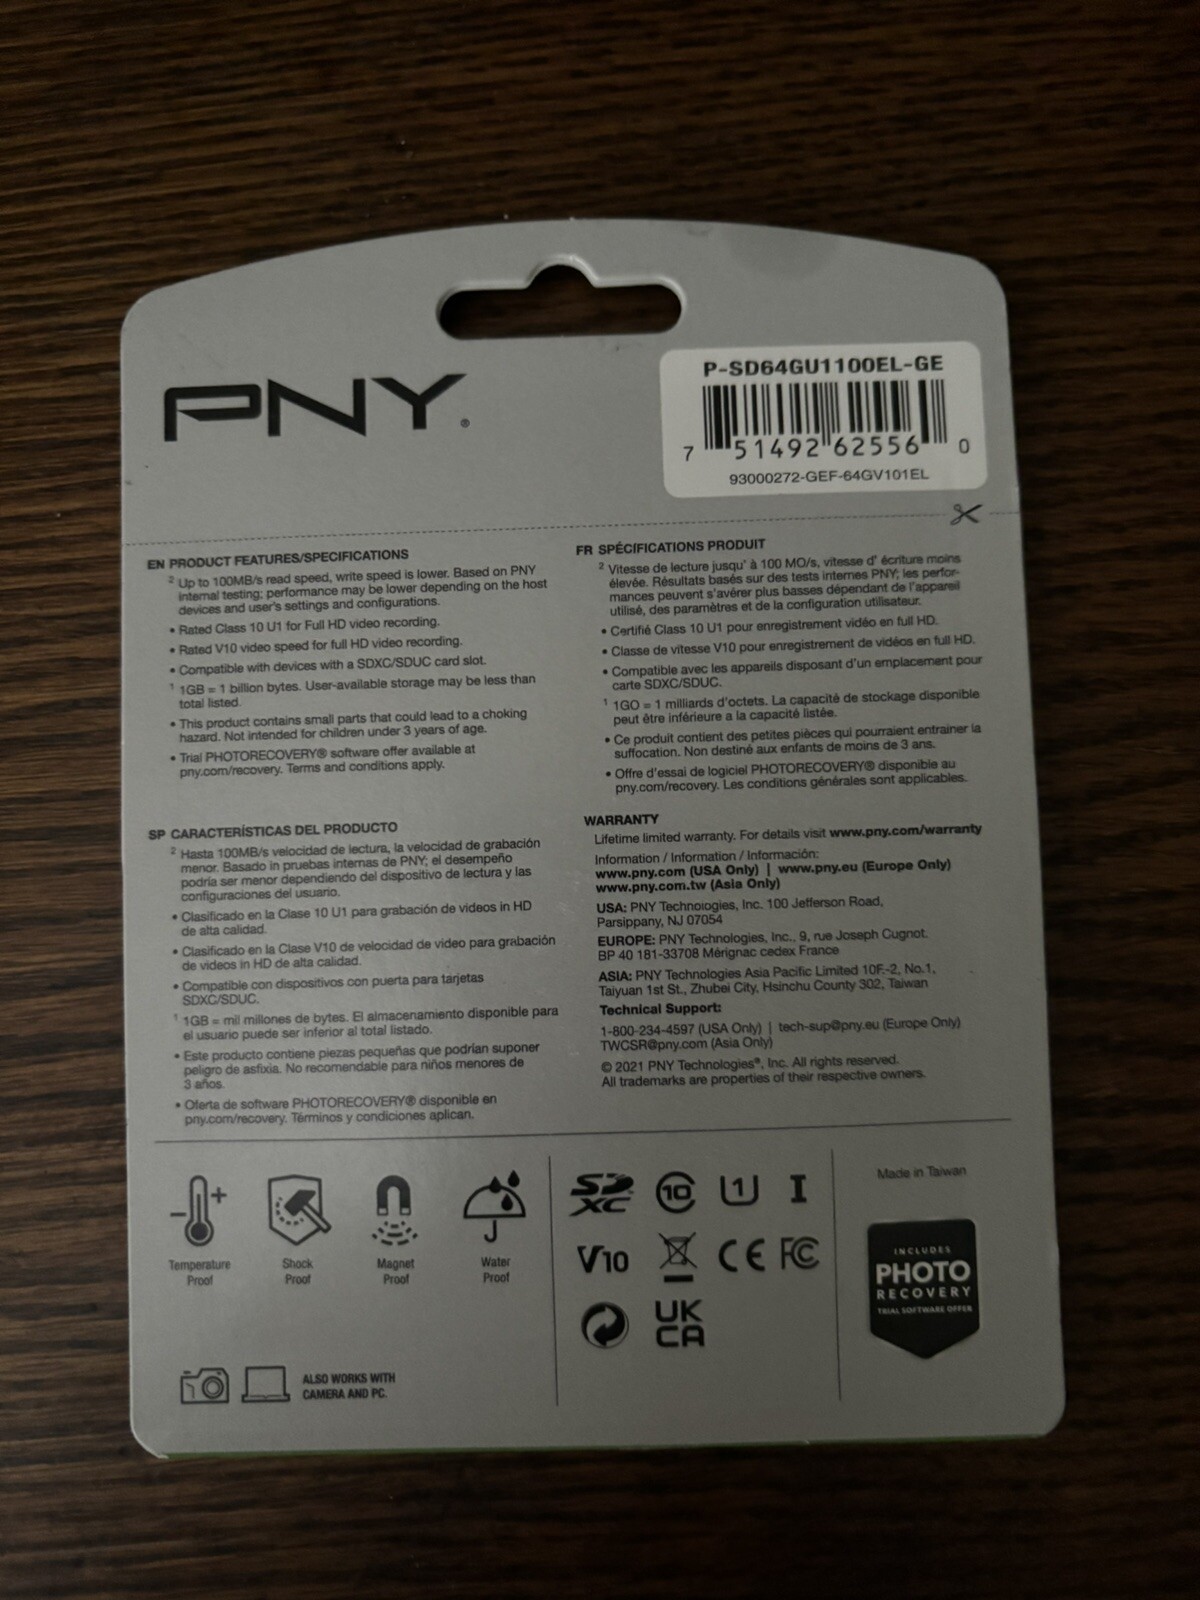 PNY®
P-SD64GU1100EL-GE
7 51492 62556 0
93000272-GEF-64GV101EL
EN PRODUCT FEATURES/SPECIFICATIONS
² Up to 100MB/s read speed, write speed is lower. Based on PNY
internal testing; performance may be lower depending on the host
devices and user's settings and configurations.
• Rated Class 10 U1 for Full HD video recording.
• Rated V10 video speed for full HD video recording.
• Compatible with devices with a SDXC/SDUC card slot.
¹ 1GB = 1 billion bytes. User-available storage may be less than
total listed.
• This product contains small parts that could lead to a choking
hazard. Not intended for children under 3 years of age.
• Trial PHOTORECOVERY® software offer available at
pny.com/recovery. Terms and conditions apply.
FR SPÉCIFICATIONS PRODUIT
² Vitesse de lecture jusqu' à 100 MO/s, vitesse d' écriture moins
élevée. Résultats basés sur des tests internes PNY; les perfor-
mances peuvent s'avérer plus basses dépendant de l'appareil
utilisé, des paramètres et de la configuration utilisateur.
• Certifié Class 10 U1 pour enregistrement vidéo en full HD.
• Classe de vitesse V10 pour enregistrement de vidéos en full HD.
• Compatible avec les appareils disposant d'un emplacement pour
carte SDXC/SDUC.
¹ 1GO = 1 milliards d'octets. La capacité de stockage disponible
peut être inférieure a la capacité listée.
• Ce produit contient des petites pièces qui pourraient entrainer la
suffocation. Non destiné aux enfants de moins de 3 ans.
• Offre d'essai de logiciel PHOTORECOVERY® disponible au
pny.com/recovery. Les conditions générales sont applicables.
SP CARACTERÍSTICAS DEL PRODUCTO
² Hasta 100MB/s velocidad de lectura, la velocidad de grabación
menor. Basado in pruebas internas de PNY; el desempeño
podría ser menor dependiendo del dispositivo de lectura y las
configuraciones del usuario.
• Clasificado en la Clase 10 U1 para grabación de videos in HD
de alta calidad.
• Clasificado en la Clase V10 de velocidad de video para grabación
de videos in HD de alta calidad.
• Compatible con dispositivos con puerta para tarjetas
SDXC/SDUC.
¹ 1GB = mil millones de bytes. El almacenamiento disponible para
el usuario puede ser inferior al total listado.
• Este producto contiene piezas pequeñas que podrían suponer
peligro de asfixia. No recomendable para niños menores de
3 años.
• Oferta de software PHOTORECOVERY® disponible en
pny.com/recovery. Términos y condiciones aplican.
WARRANTY
Lifetime limited warranty. For details visit www.pny.com/warranty
Information / Information / Información:
www.pny.com (USA Only) | www.pny.eu (Europe Only)
www.pny.com.tw (Asia Only)
USA: PNY Technologies, Inc. 100 Jefferson Road,
Parsippany, NJ 07054
EUROPE: PNY Technologies, Inc., 9, rue Joseph Cugnot.
BP 40 181-33708 Mérignac cedex France
ASIA: PNY Technologies Asia Pacific Limited 10F.-2, No.1,
Taiyuan 1st St., Zhubei City, Hsinchu County 302, Taiwan
Technical Support:
1-800-234-4597 (USA Only) | tech-sup@pny.eu (Europe Only)
TWCSR@pny.com (Asia Only)
© 2021 PNY Technologies®, Inc. All rights reserved.
All trademarks are properties of their respective owners.
Temperature
Proof
Shock
Proof
Magnet
Proof
Water
Proof
ALSO WORKS WITH
CAMERA AND PC.
SD XC 10 1 I
V10 CE FC
UK
CA
Made in Taiwan
INCLUDES
PHOTO
RECOVERY
TRIAL SOFTWARE OFFER